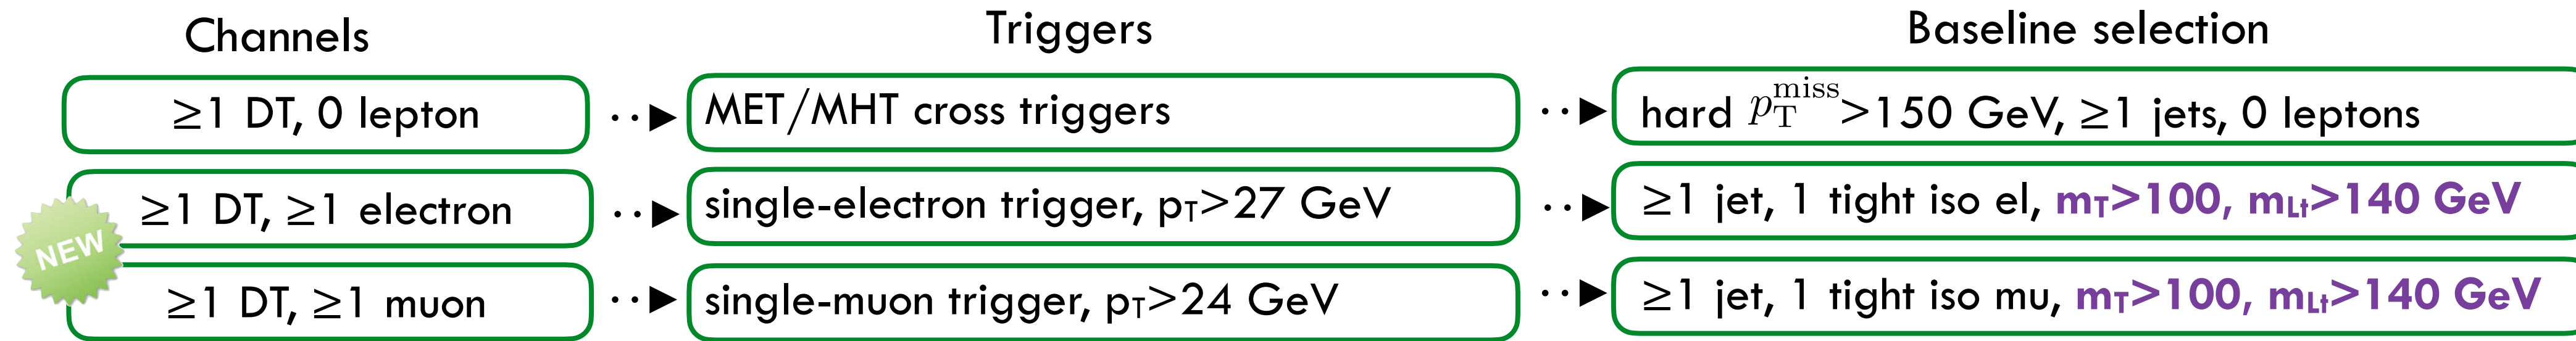 Channels Triggers Baseline selection
≥1 DT, 0 lepton MET/MHT cross triggers hard p_T^miss >150 GeV, ≥1 jets, 0 leptons
≥1 DT, ≥1 electron single-electron trigger, pT>27 GeV ≥1 jet, 1 tight iso el, mT>100, mLt>140 GeV
NEW
≥1 DT, ≥1 muon single-muon trigger, pT>24 GeV ≥1 jet, 1 tight iso mu, mT>100, mLt>140 GeV